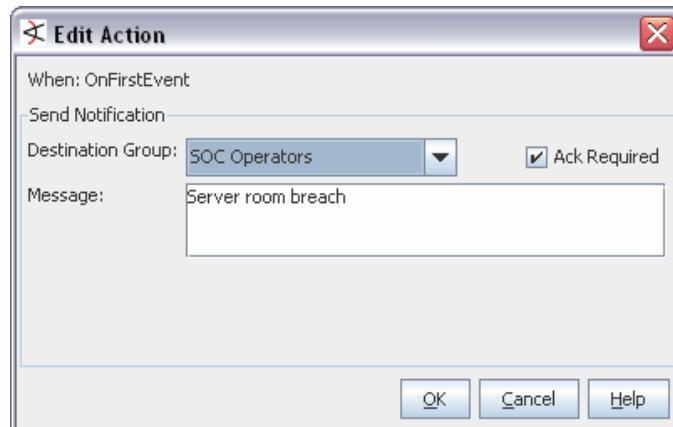 Edit Action
When: OnFirstEvent
Send Notification
Destination Group: SOC Operators Ack Required
Message: Server room breach
OK Cancel Help